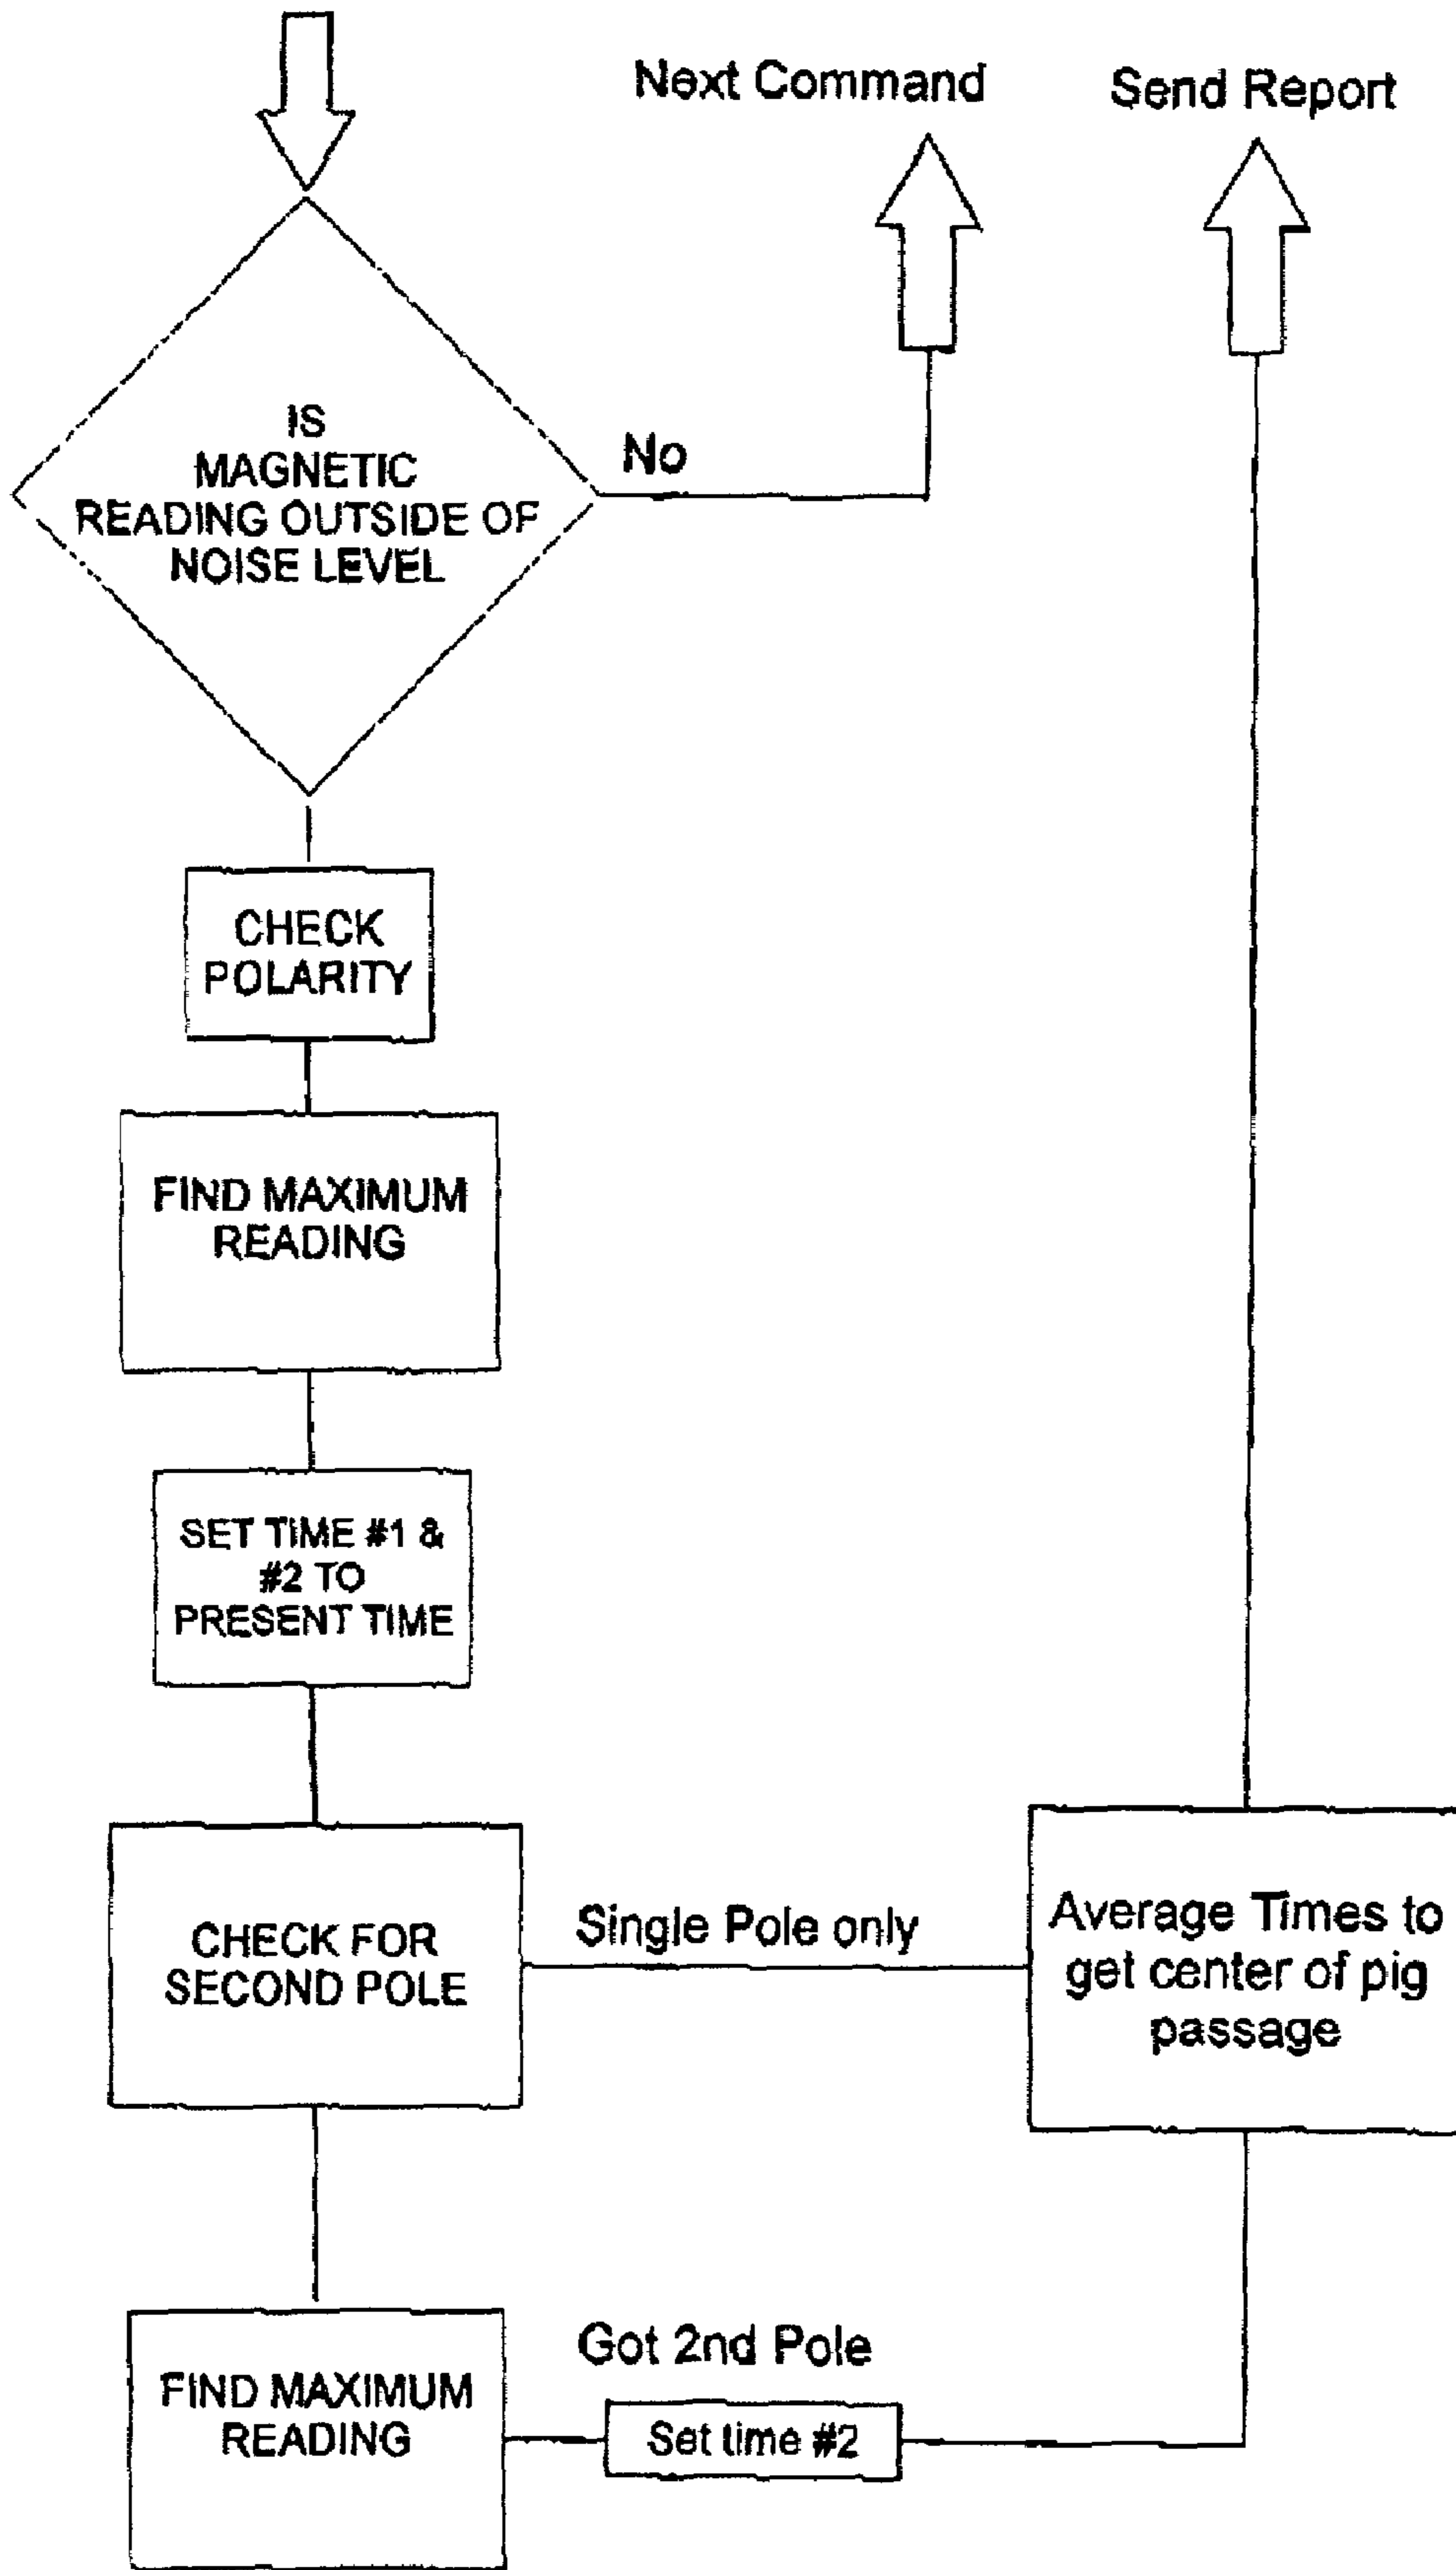 Next Command
Send Report
IS
MAGNETIC
READING OUTSIDE OF
NOISE LEVEL
No
CHECK
POLARITY
FIND MAXIMUM
READING
SET TIME #1 &
#2 TO
PRESENT TIME
CHECK FOR
SECOND POLE
Single Pole only
Average Times to
get center of pig
passage
FIND MAXIMUM
READING
Got 2nd Pole
Set time #2